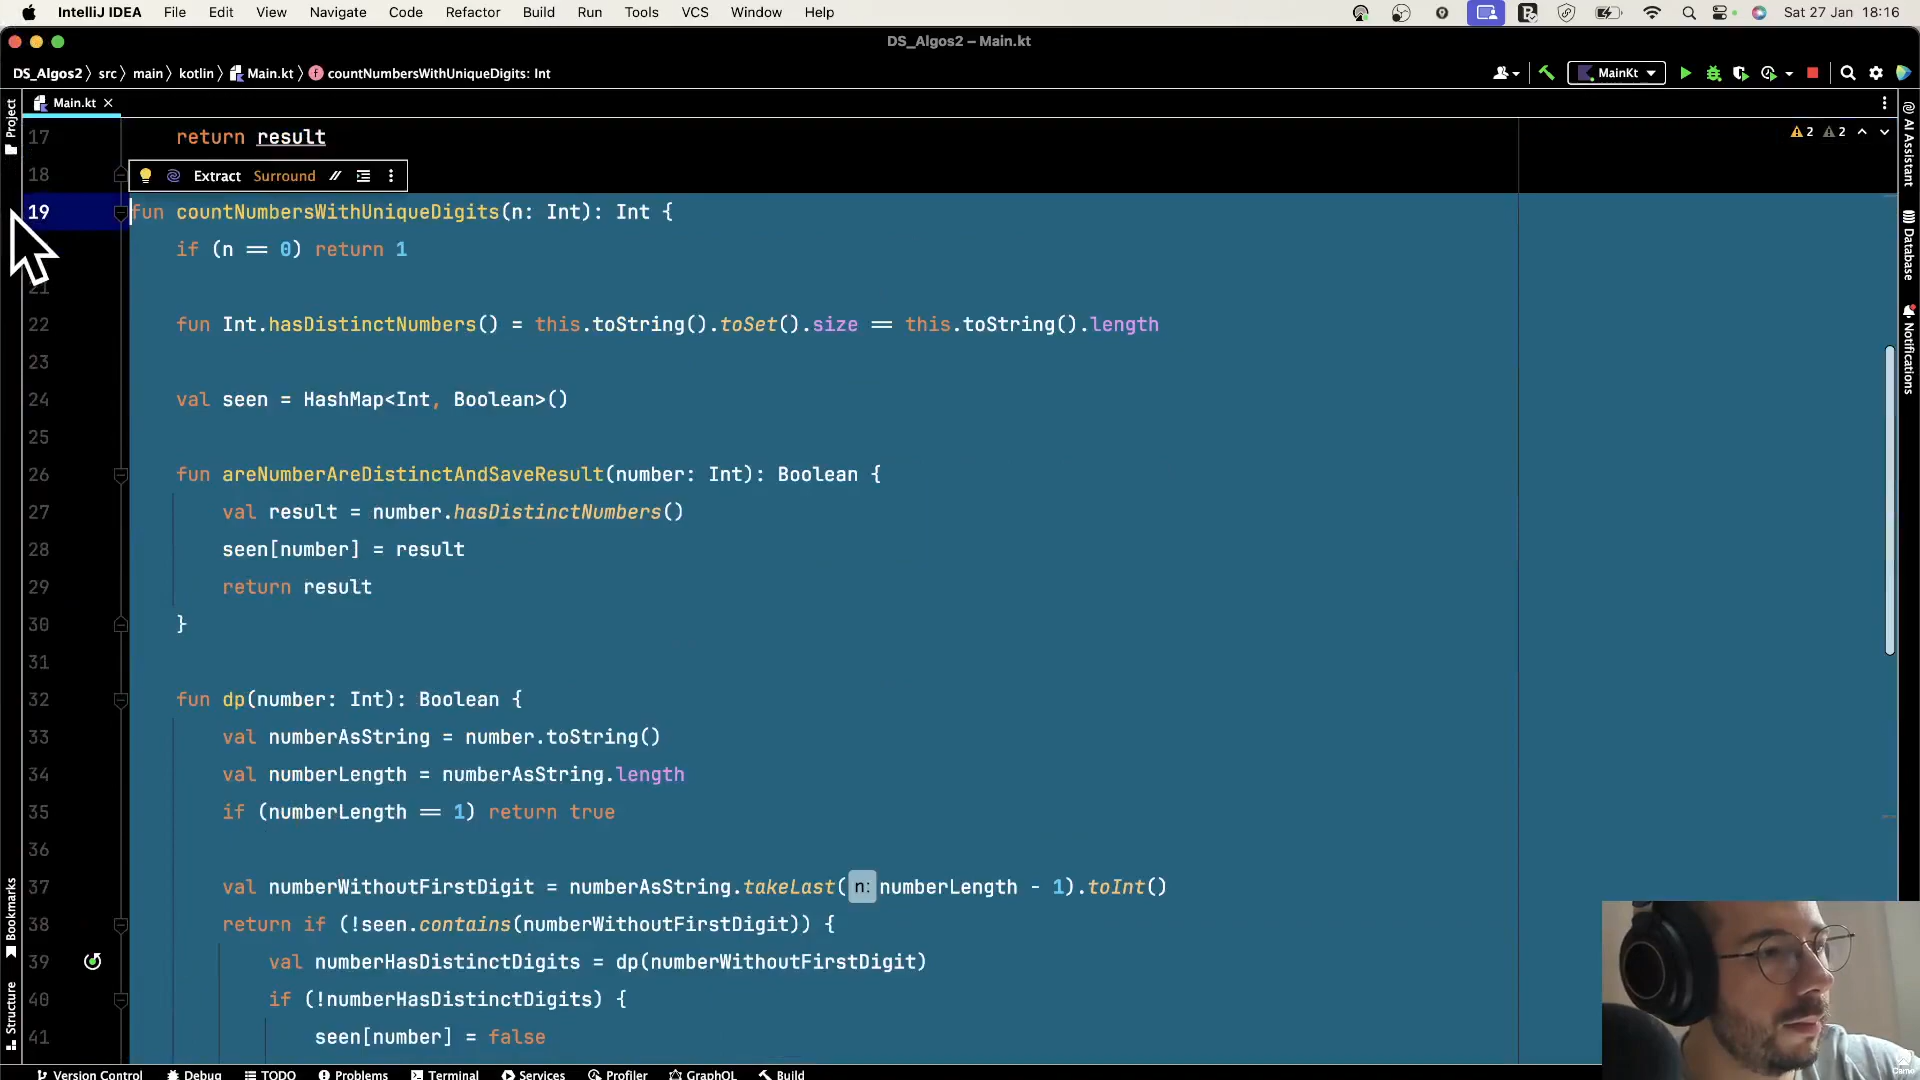 IntelliJ IDEA File Edit View Navigate Code Refactor Build Run Tools VCS Window Help Sat 27 Jan 18:16
DS_Algos2 – Main.kt
DS_Algos2 src main kotlin Main.kt countNumbersWithUniqueDigits: Int MainKt
Project
Main.kt
17 return result
2 2
18 Extract Surround
19 fun countNumbersWithUniqueDigits(n: Int): Int {
if (n == 0) return 1
21
22 fun Int.hasDistinctNumbers() = this.toString().toSet().size == this.toString().length
23
24 val seen = HashMap<Int, Boolean>()
25
26 fun areNumberAreDistinctAndSaveResult(number: Int): Boolean {
27 val result = number.hasDistinctNumbers()
28 seen[number] = result
29 return result
30 }
31
32 fun dp(number: Int): Boolean {
33 val numberAsString = number.toString()
34 val numberLength = numberAsString.length
35 if (numberLength == 1) return true
36
37 val numberWithoutFirstDigit = numberAsString.takeLast( n: numberLength - 1).toInt()
38 return if (!seen.contains(numberWithoutFirstDigit)) {
39 val numberHasDistinctDigits = dp(numberWithoutFirstDigit)
40 if (!numberHasDistinctDigits) {
41 seen[number] = false
AI Assistant
Database
Notifications
Bookmarks
Structure
Version Control Debug TODO Problems Terminal Services Profiler GraphQL Build
Camo